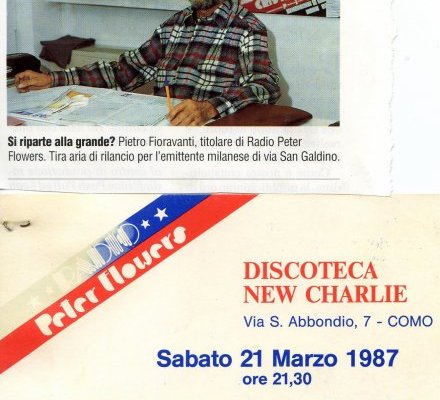 Si riparte alla grande? Pietro Fioravanti, titolare di Radio Peter
Flowers. Tira aria di rilancio per l'emittente milanese di via San Galdino.
RADIO
Peter Flowers
DISCOTECA
NEW CHARLIE
Via S. Abbondio, 7 - COMO
Sabato 21 Marzo 1987
ore 21,30